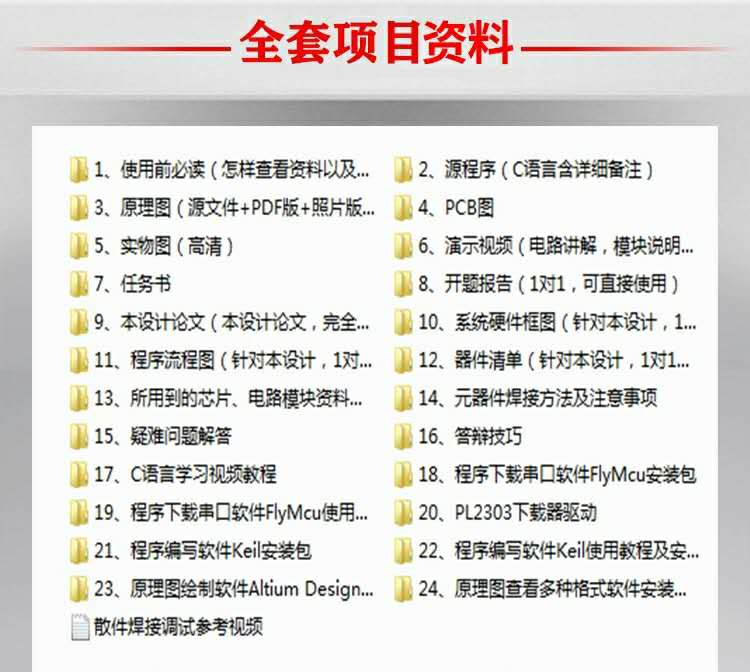 全套项目资料
1、使用前必读（怎样查看资料以及...
2、源程序（C语言含详细备注）
3、原理图（源文件+PDF版+照片版...
4、PCB图
5、实物图（高清）
6、演示视频（电路讲解，模块说明...
7、任务书
8、开题报告（1对1，可直接使用）
9、本设计论文（本设计论文，完全...
10、系统硬件框图（针对本设计，1...
11、程序流程图（针对本设计，1对...
12、器件清单（针对本设计，1对1...
13、所用到的芯片、电路模块资料...
14、元器件焊接方法及注意事项
15、疑难问题解答
16、答辩技巧
17、C语言学习视频教程
18、程序下载串口软件FlyMcu安装包
19、程序下载串口软件FlyMcu使用...
20、PL2303下载器驱动
21、程序编写软件Keil安装包
22、程序编写软件Keil使用教程及安...
23、原理图绘制软件Altium Design...
24、原理图查看多种格式软件安装...
散件焊接调试参考视频